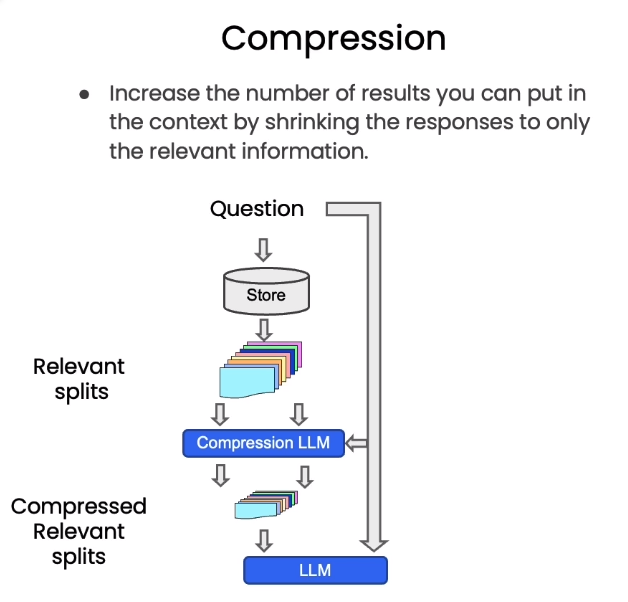 Compression
● Increase the number of results you can put in
the context by shrinking the responses to only
the relevant information.
Question
Store
Relevant
splits
Compression LLM
Compressed
Relevant
splits
LLM